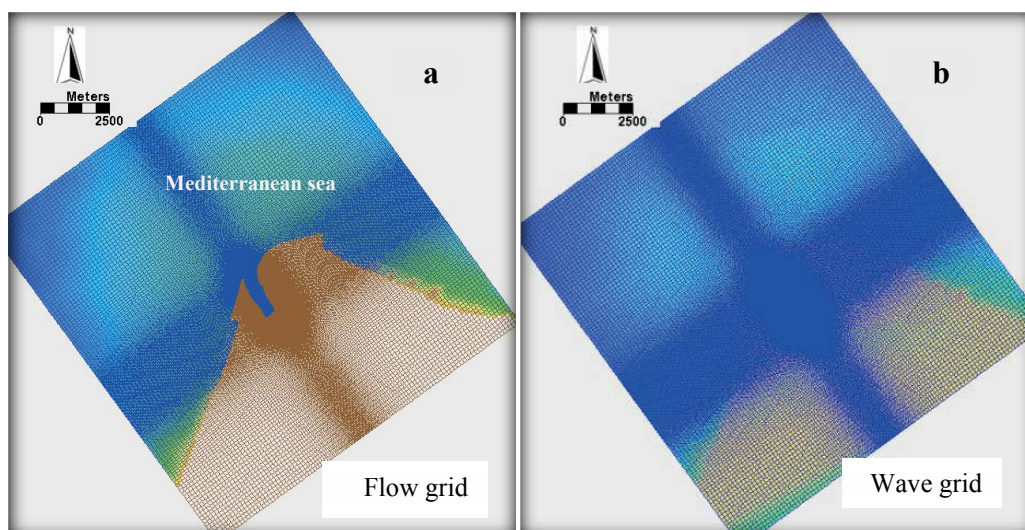 a
N
Meters
0 2500
Mediterranean sea
Flow grid
b
N
Meters
0 2500
Wave grid